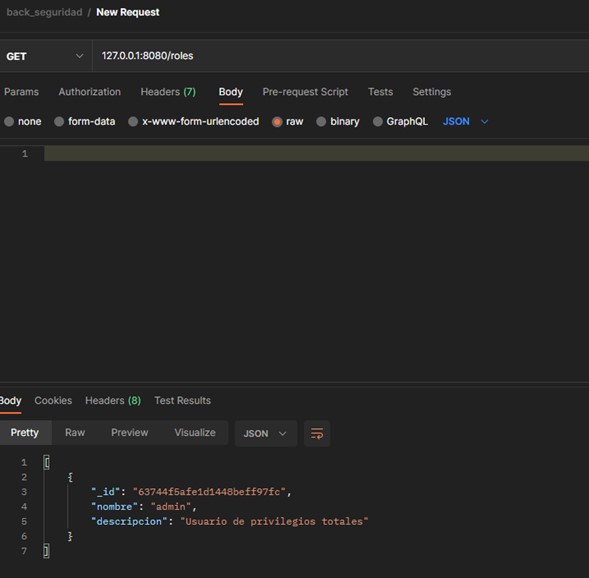 back_seguridad / New Request
GET 127.0.0.1:8080/roles
Params Authorization Headers (7) Body Pre-request Script Tests Settings
none form-data x-www-form-urlencoded raw binary GraphQL JSON
1
Body Cookies Headers (8) Test Results
Pretty Raw Preview Visualize JSON
1 [
2 {
3 "_id": "63744f5afe1d1448beff97fc",
4 "nombre": "admin",
5 "descripcion": "Usuario de privilegios totales"
6 }
7 ]